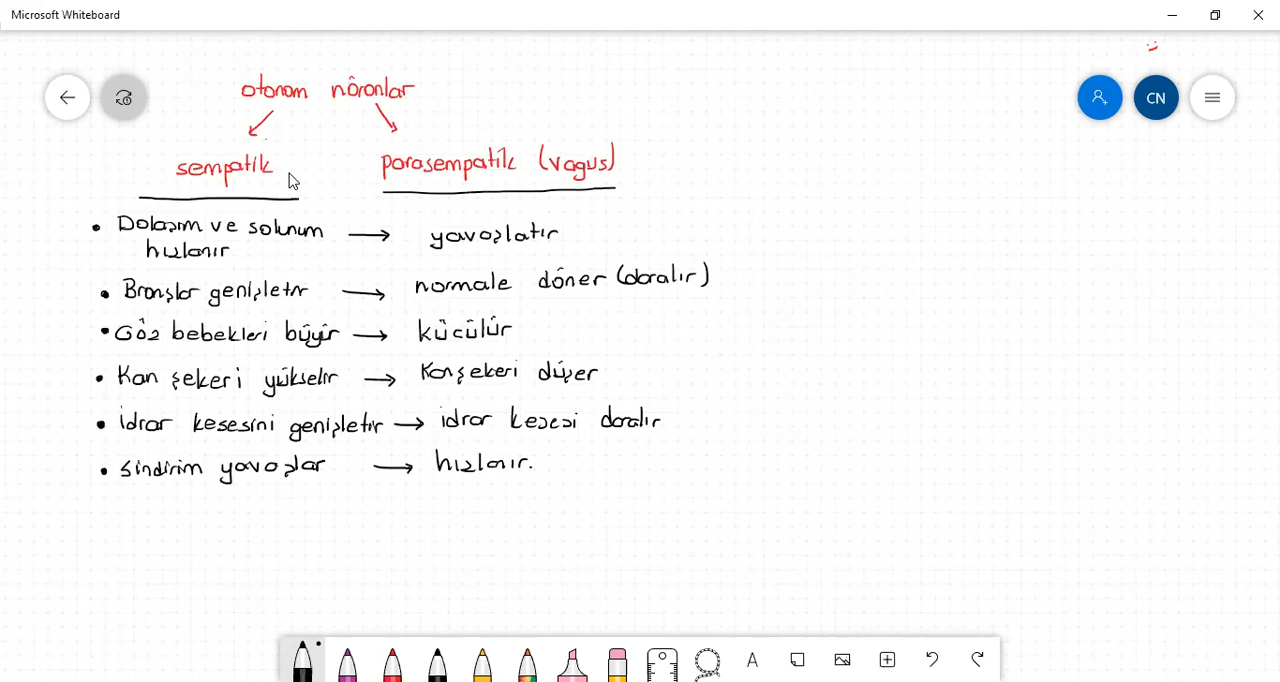 Microsoft Whiteboard
CN
otonom nöronlar
sempatik parasempatik (vagus)
• Dolaşım ve solunum hızlanır → yavaşlatır
• Bronşlar genişletir → normale döner (daralır)
• Göz bebekleri büyür → küçülür
• Kan şekeri yükselir → Kan şekeri düşer
• İdrar kesesini genişletir → idrar kesesi daralır
• Sindirim yavaşlar → hızlanır.
A